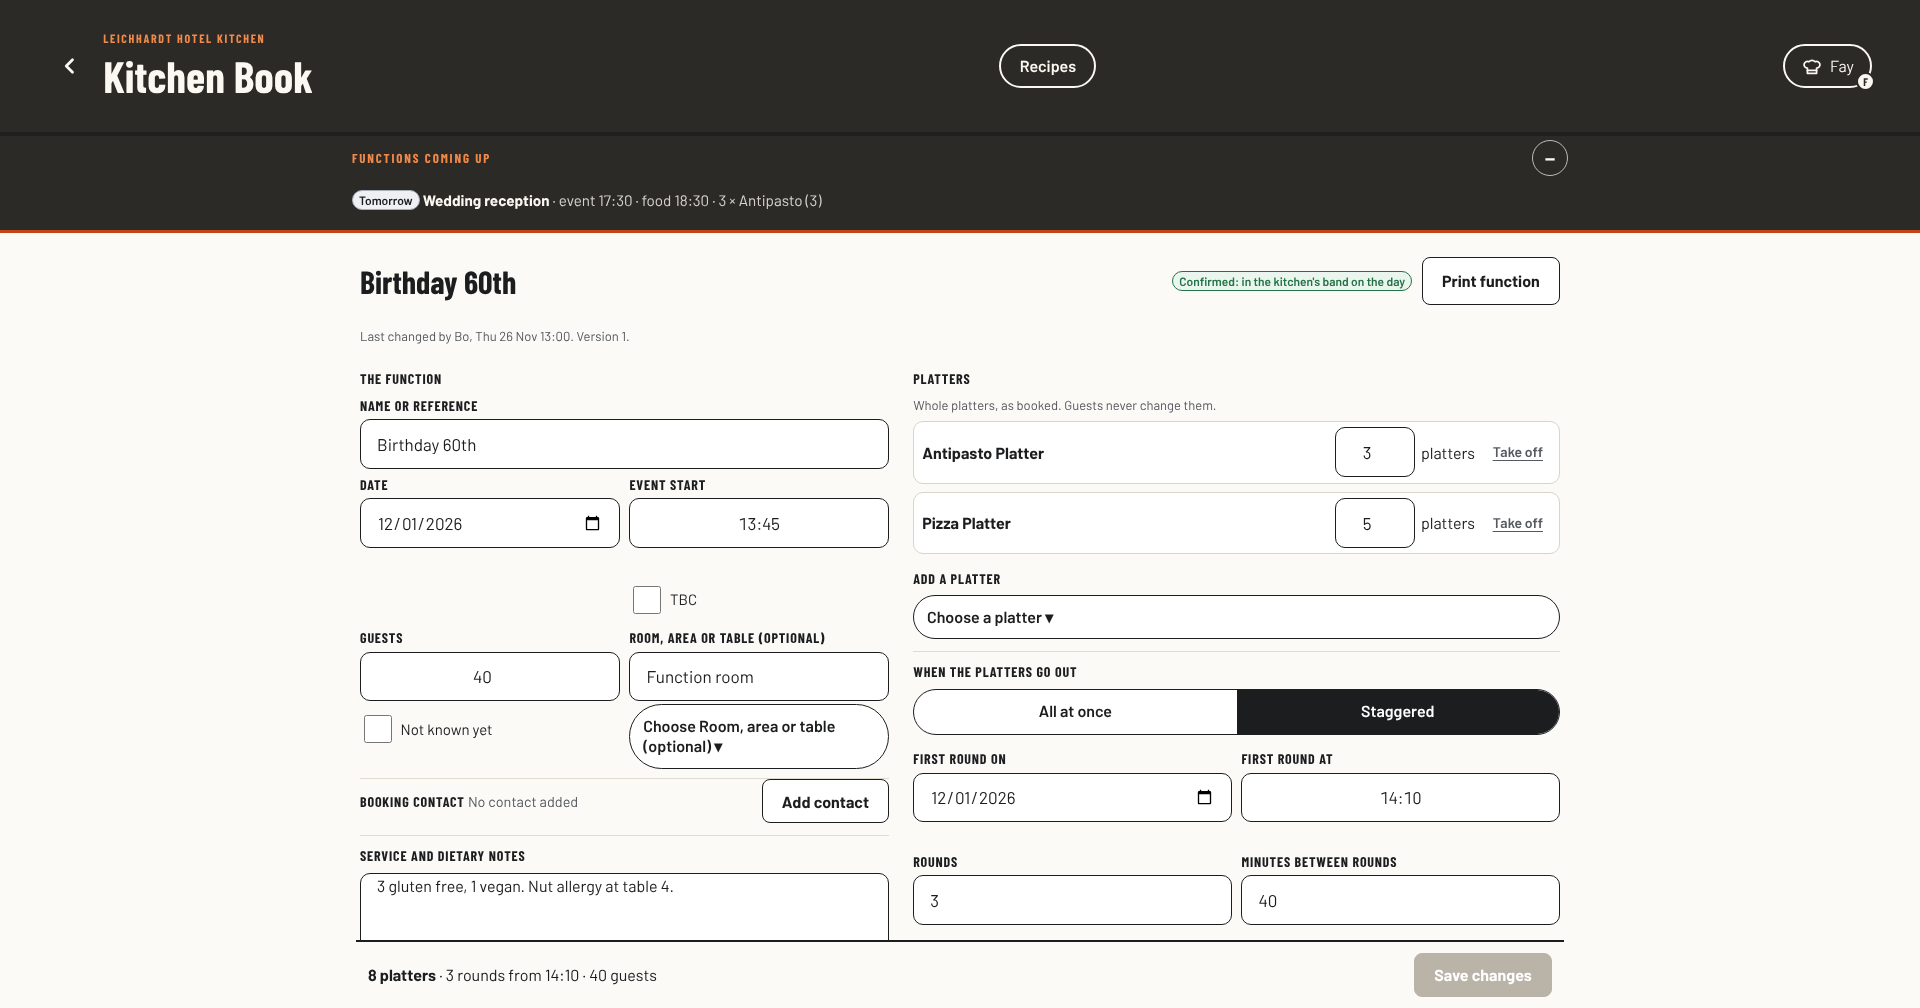 LEICHHARDT HOTEL KITCHEN
Kitchen Book
Recipes
Fay
F
FUNCTIONS COMING UP
–
Tomorrow Wedding reception · event 17:30 · food 18:30 · 3 × Antipasto (3)
Birthday 60th
Confirmed: in the kitchen's band on the day
Print function
Last changed by Bo, Thu 26 Nov 13:00. Version 1.
THE FUNCTION
NAME OR REFERENCE
Birthday 60th
DATE
EVENT START
12/01/2026
13:45
TBC
GUESTS
ROOM, AREA OR TABLE (OPTIONAL)
40
Function room
Not known yet
Choose Room, area or table
(optional) ▾
BOOKING CONTACT No contact added
Add contact
SERVICE AND DIETARY NOTES
3 gluten free, 1 vegan. Nut allergy at table 4.
PLATTERS
Whole platters, as booked. Guests never change them.
Antipasto Platter
3
platters
Take off
Pizza Platter
5
platters
Take off
ADD A PLATTER
Choose a platter ▾
WHEN THE PLATTERS GO OUT
All at once
Staggered
FIRST ROUND ON
FIRST ROUND AT
12/01/2026
14:10
ROUNDS
MINUTES BETWEEN ROUNDS
3
40
8 platters · 3 rounds from 14:10 · 40 guests
Save changes